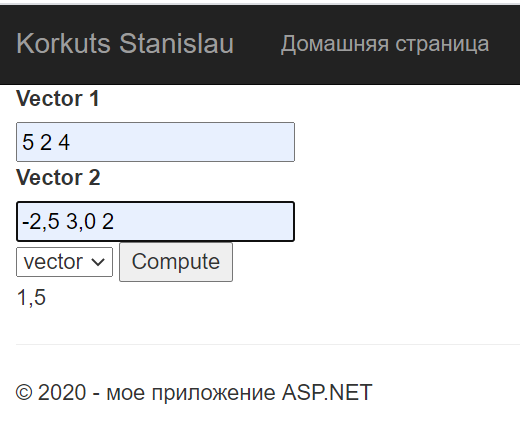 Korkuts Stanislau Домашняя страница
Vector 1
5 2 4
Vector 2
-2,5 3,0 2
vector Compute
1,5
© 2020 - мое приложение ASP.NET